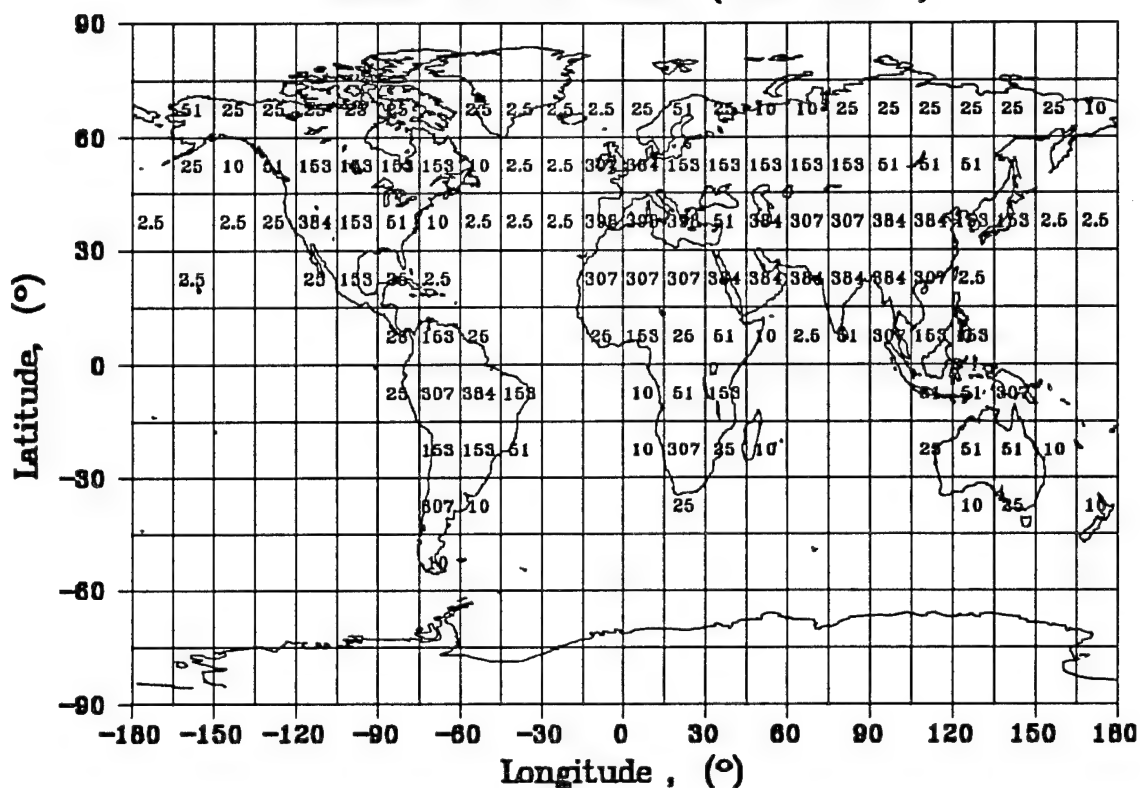 90
51 25 25 25 25 25 2.5 2.5 2.5 25 51 25 10 10 25 25 25 25 25 25 10
60
25 10 51 153 153 153 153 10 2.5 2.5 307 384 153 153 153 153 153 51 51 51
2.5 2.5 25 384 153 51 10 2.5 2.5 2.5 51 384 307 307 384 384 153 153 2.5 2.5
30
2.5 25 153 2.5 307 307 307 384 384 384 384 384 307 2.5
25 153 25 25 153 25 51 10 2.5 51 307 153 153
0
25 307 384 153 10 51 153 51 51 307
153 153 51 10 307 25 10 25 51 51 10
-30
307 10 25 10 25 10
10
-60
-90
-180 -150 -120 -90 -60 -30 0 30 60 90 120 150 180
Latitude, (º)
Longitude , (º)